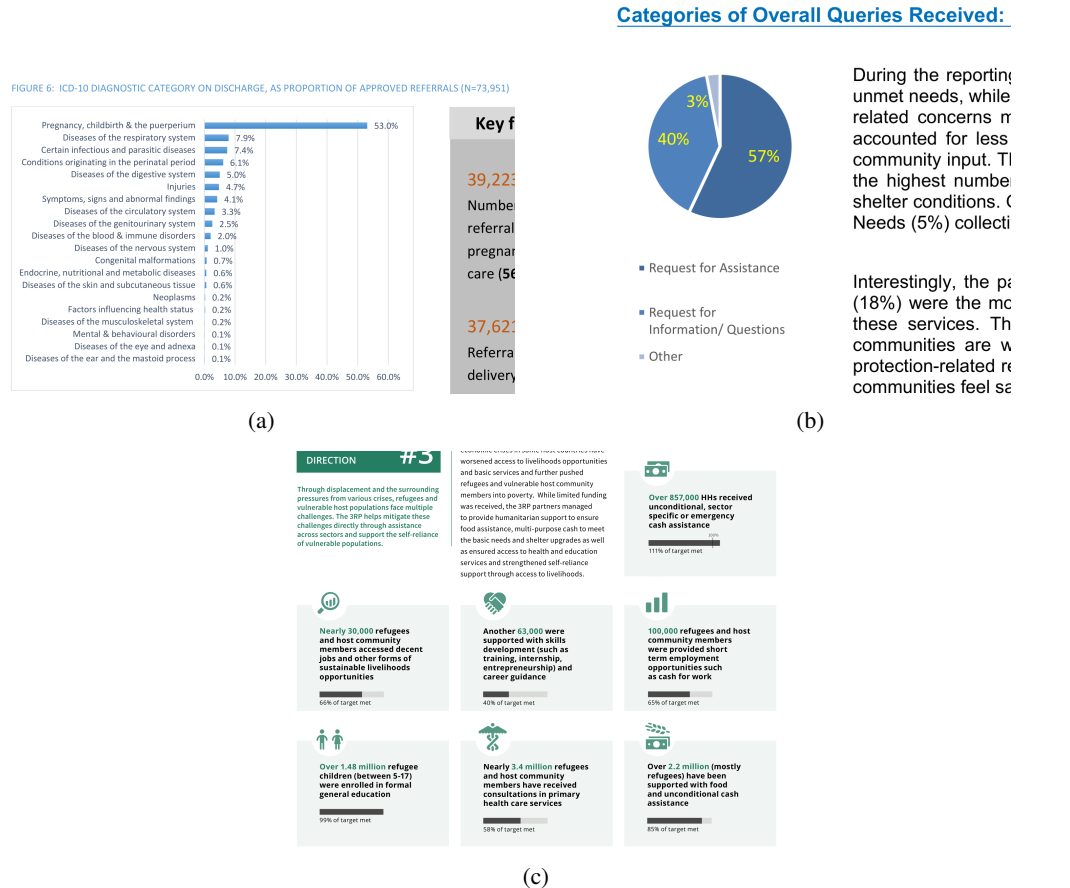 FIGURE 6: ICD-10 DIAGNOSTIC CATEGORY ON DISCHARGE, AS PROPORTION OF APPROVED REFERRALS (N=73,951)
Pregnancy, childbirth & the puerperium 53.0%
Diseases of the respiratory system 7.9%
Certain infectious and parasitic diseases 7.4%
Conditions originating in the perinatal period 6.1%
Diseases of the digestive system 5.0%
Injuries 4.7%
Symptoms, signs and abnormal findings 4.1%
Diseases of the circulatory system 3.3%
Diseases of the genitourinary system 2.5%
Diseases of the blood & immune disorders 2.0%
Diseases of the nervous system 1.0%
Congenital malformations 0.7%
Endocrine, nutritional and metabolic diseases 0.6%
Diseases of the skin and subcutaneous tissue 0.6%
Neoplasms 0.2%
Factors influencing health status 0.2%
Diseases of the musculoskeletal system 0.2%
Mental & behavioural disorders 0.1%
Diseases of the eye and adnexa 0.1%
Diseases of the ear and the mastoid process 0.1%
0.0% 10.0% 20.0% 30.0% 40.0% 50.0% 60.0%
Key f
39,223
Numbe
referral
pregnan
care (56
37,621
Referra
delivery
(a)
Categories of Overall Queries Received:
3%
40%
57%
Request for Assistance
Request for
Information/ Questions
Other
During the reporting
unmet needs, while
related concerns m
accounted for less
community input. Th
the highest numbe
shelter conditions.
Needs (5%) collecti
Interestingly, the pa
(18%) were the mo
these services. Th
communities are w
protection-related re
communities feel sa
(b)
DIRECTION #3
Through displacement and the surrounding
pressures from various crises, refugees and
vulnerable host populations face multiple
challenges. The 3RP helps mitigate these
challenges directly through assistance
across sectors and support the self-reliance
of vulnerable populations.
economic crises in some host countries have
worsened access to livelihoods opportunities
and basic services and further pushed
refugees and vulnerable host community
members into poverty. While limited funding
was received, the 3RP partners managed
to provide humanitarian support to ensure
food assistance, multi-purpose cash to meet
the basic needs and shelter upgrades as well
as ensured access to health and education
services and strengthened self-reliance
support through access to livelihoods.
Over 857,000 HHs received
unconditional, sector
specific or emergency
cash assistance
100%
111% of target met
Nearly 30,000 refugees
and host community
members accessed decent
jobs and other forms of
sustainable livelihoods
opportunities
66% of target met
Another 63,000 were
supported with skills
development (such as
training, internship,
entrepreneurship) and
career guidance
40% of target met
100,000 refugees and host
community members
were provided short
term employment
opportunities such
as cash for work
65% of target met
Over 1.48 million refugee
children (between 5-17)
were enrolled in formal
general education
99% of target met
Nearly 3.4 million refugees
and host community
members have received
consultations in primary
health care services
58% of target met
Over 2.2 million (mostly
refugees) have been
supported with food
and unconditional cash
assistance
85% of target met
(c)